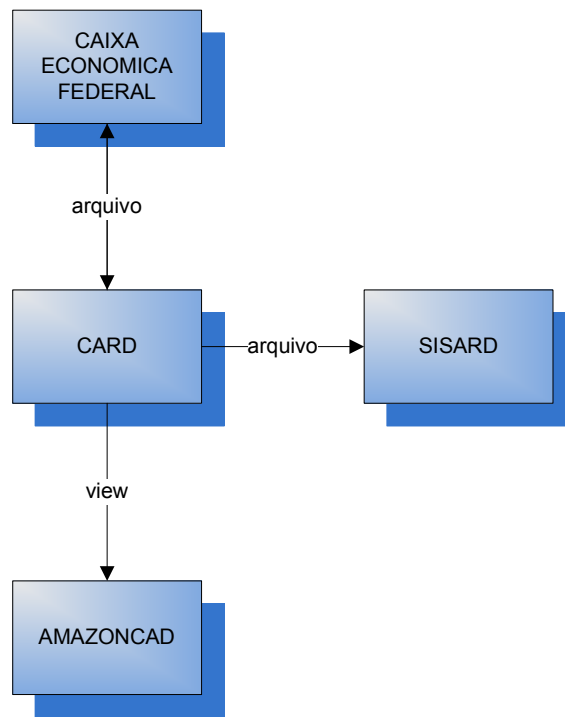 CAIXA
ECONOMICA
FEDERAL
arquivo
CARD
arquivo
SISARD
view
AMAZONCAD